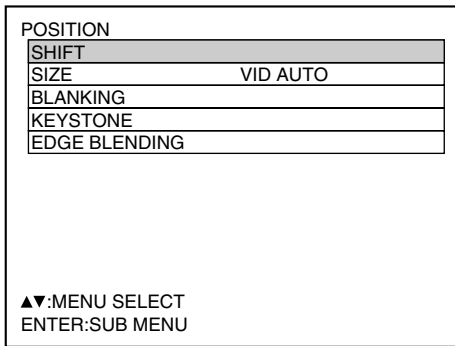 POSITION
SHIFT
SIZE VID AUTO
BLANKING
KEYSTONE
EDGE BLENDING
▲▼:MENU SELECT
ENTER:SUB MENU